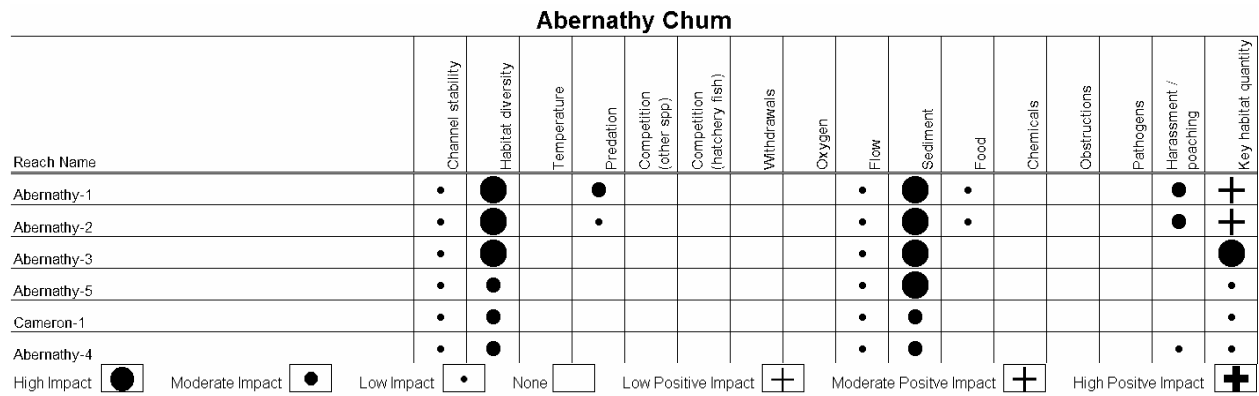 Abernathy Chum
Reach Name
Channel stability
Habitat diversity
Temperature
Predation
Competition
(other spp)
Competition
(hatchery fish)
Withdrawals
Oxygen
Flow
Sediment
Food
Chemicals
Obstructions
Pathogens
Harassment /
poaching
Key habitat quantity
Abernathy-1
Abernathy-2
Abernathy-3
Abernathy-5
Cameron-1
Abernathy-4
High Impact Moderate Impact Low Impact None Low Positive Impact Moderate Positve Impact High Positve Impact